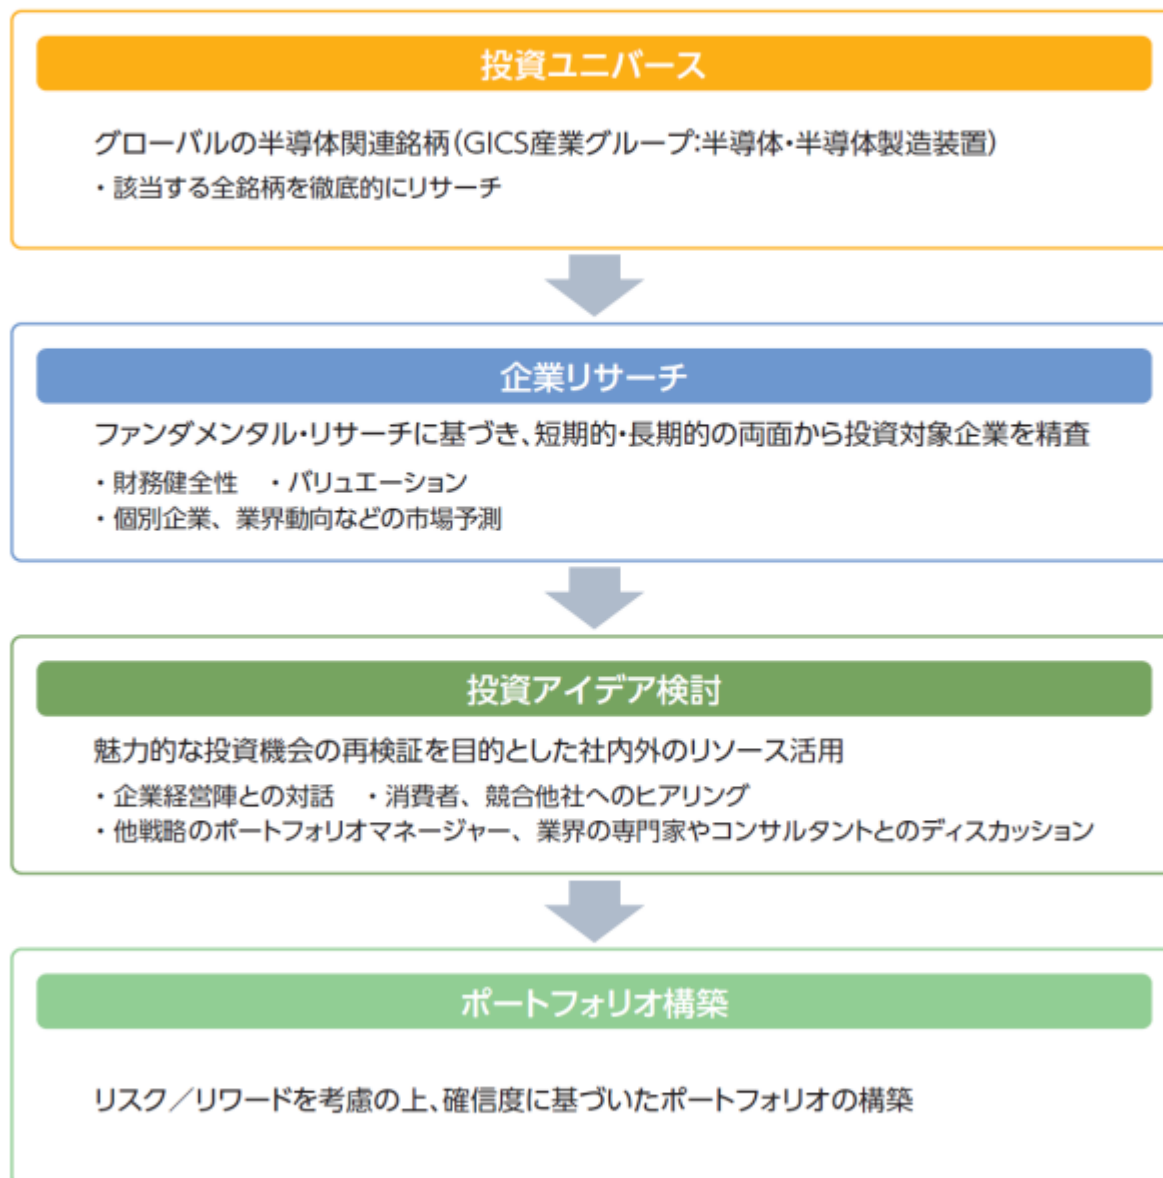 投資ユニバース
グローバルの半導体関連銘柄（GICS産業グループ:半導体・半導体製造装置）
・該当する全銘柄を徹底的にリサーチ
企業リサーチ
ファンダメンタル・リサーチに基づき、短期的・長期的の両面から投資対象企業を精査
・財務健全性　・バリュエーション
・個別企業、業界動向などの市場予測
投資アイデア検討
魅力的な投資機会の再検証を目的とした社内外のリソース活用
・企業経営陣との対話　・消費者、競合他社へのヒアリング
・他戦略のポートフォリオマネージャー、業界の専門家やコンサルタントとのディスカッション
ポートフォリオ構築
リスク／リワードを考慮の上、確信度に基づいたポートフォリオの構築